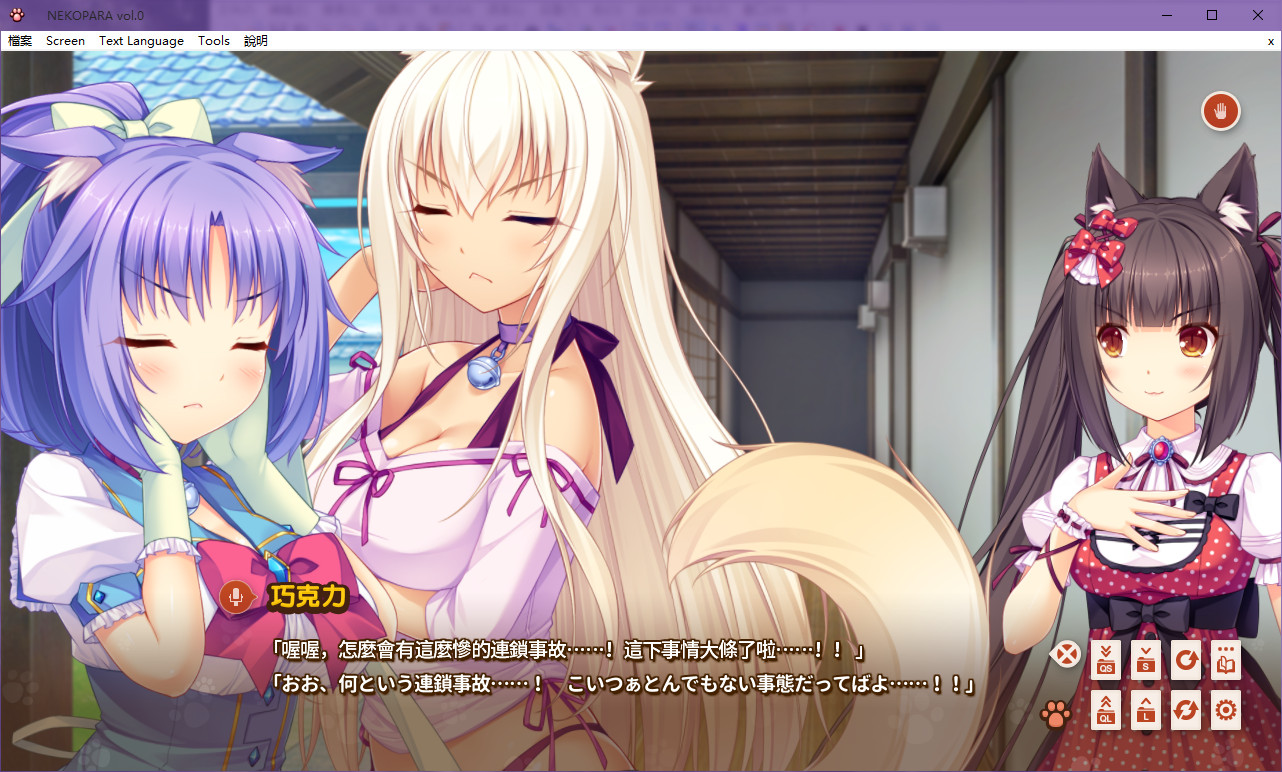 NEKOPARA vol.0
檔案 Screen Text Language Tools 說明 x
巧克力
「喔喔，怎麼會有這麼慘的連鎖事故……！這下事情大條了啦……！！」
「おお、何という連鎖事故……！　こいつぁとんでもない事態だってばよ……！！」
QS S
QL L